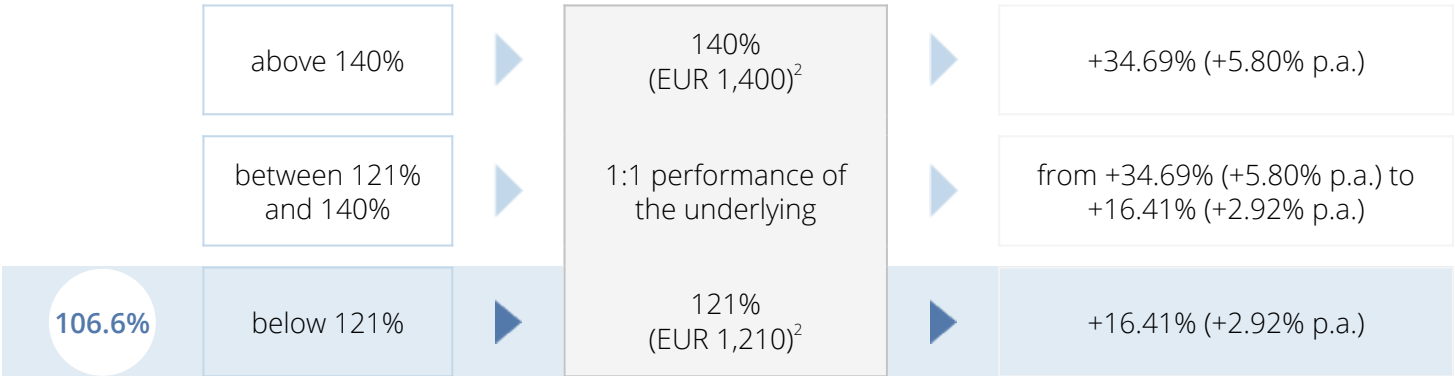 above 140%
140%
(EUR 1,400)²
+34.69% (+5.80% p.a.)
between 121%
and 140%
1:1 performance of
the underlying
from +34.69% (+5.80% p.a.) to
+16.41% (+2.92% p.a.)
106.6%
below 121%
121%
(EUR 1,210)²
+16.41% (+2.92% p.a.)